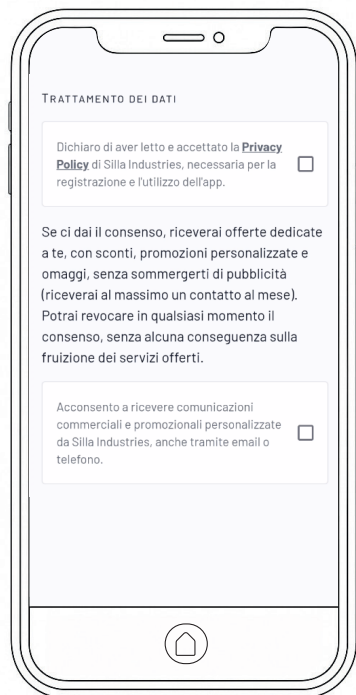 Trattamento dei dati
Dichiaro di aver letto e accettato la Privacy
Policy di Silla Industries, necessaria per la
registrazione e l'utilizzo dell'app.
Se ci dai il consenso, riceverai offerte dedicate
a te, con sconti, promozioni personalizzate e
omaggi, senza sommergerti di pubblicità
(riceverai al massimo un contatto al mese).
Potrai revocare in qualsiasi momento il
consenso, senza alcuna conseguenza sulla
fruizione dei servizi offerti.
Acconsento a ricevere comunicazioni
commerciali e promozionali personalizzate
da Silla Industries, anche tramite email o
telefono.